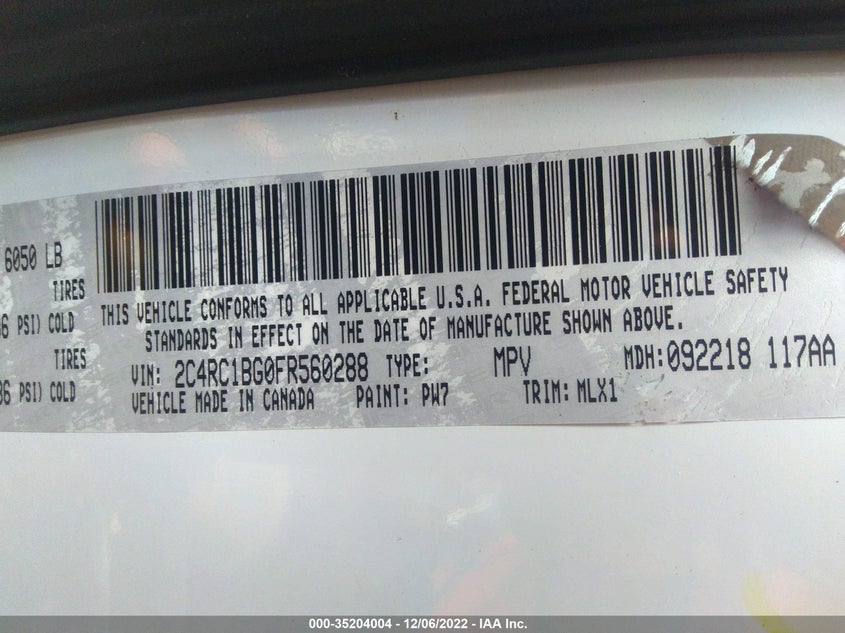 6050 LB
TIRES
6 PSI) COLD
TIRES
36 PSI) COLD
THIS VEHICLE CONFORMS TO ALL APPLICABLE U.S.A. FEDERAL MOTOR VEHICLE SAFETY
STANDARDS IN EFFECT ON THE DATE OF MANUFACTURE SHOWN ABOVE.
VIN: 2C4RC1BG0FR560288 TYPE: MPV MDH: 092218 117AA
VEHICLE MADE IN CANADA PAINT: PW7 TRIM: MLX1
000-35204004 - 12/06/2022 - IAA Inc.